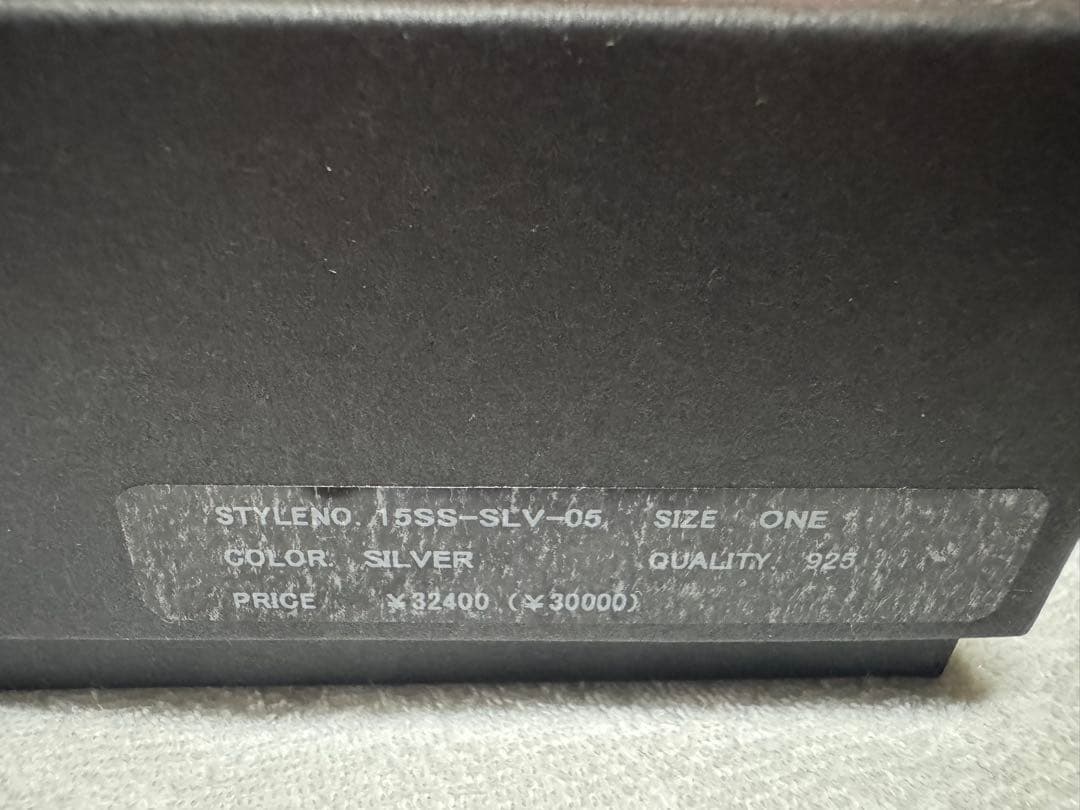 STYLENO. 15SS-SLV-05 SIZE ONE
COLOR. SILVER QUALITY. 925
PRICE ¥32400 (¥30000)